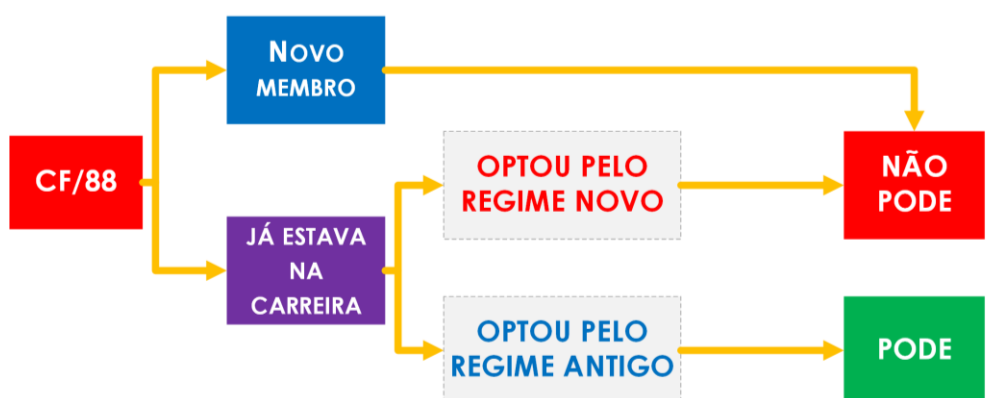 NOVO
MEMBRO
CF/88
JÁ ESTAVA
NA
CARREIRA
OPTOU PELO
REGIME NOVO
NÃO
PODE
OPTOU PELO
REGIME ANTIGO
PODE